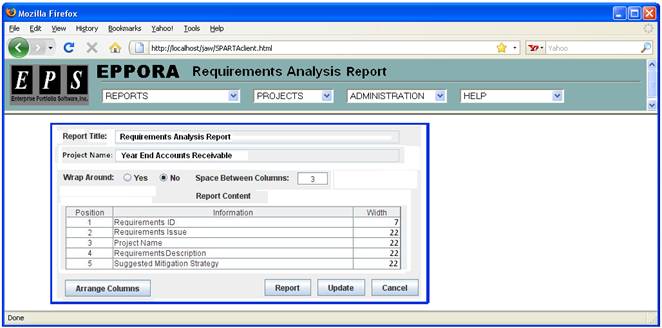 Mozilla Firefox
File Edit View History Bookmarks Yahoo! Tools Help
http://localhost/jaw/SPARTAclient.html Y! Yahoo
EPS EPPORA Requirements Analysis Report
Enterprise Portfolio Software, Inc.
REPORTS PROJECTS ADMINISTRATION HELP
Report Title: Requirements Analysis Report
Project Name: Year End Accounts Receivable
Wrap Around: Yes No Space Between Columns: 3
Report Content
Position Information Width
1 Requirements ID 7
2 Requirements Issue 22
3 Project Name 22
4 RequirementsDescription 22
5 Suggested Mitigation Strategy 22
Arrange Columns Report Update Cancel
Done